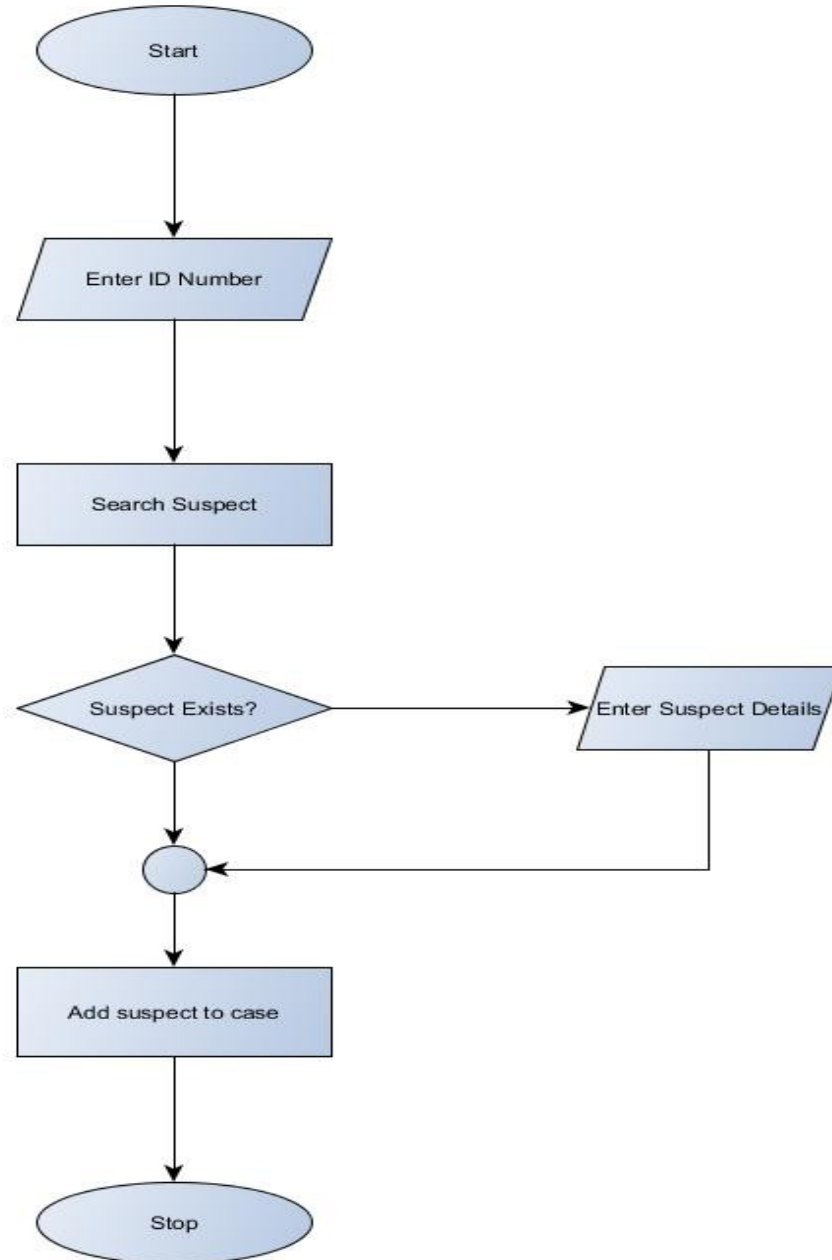 Start
Enter ID Number
Search Suspect
Suspect Exists?
Enter Suspect Details
Add suspect to case
Stop